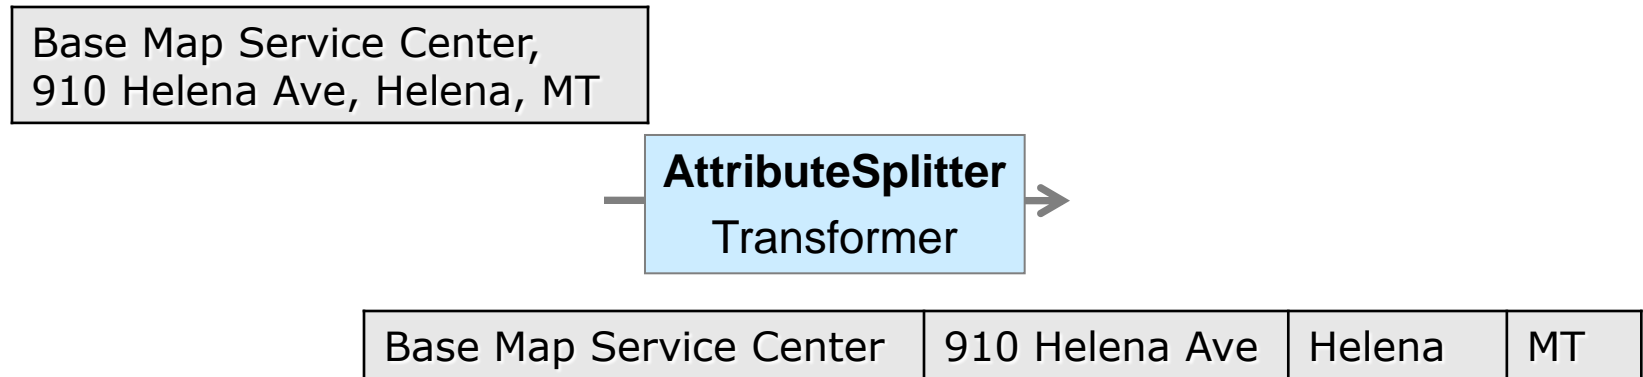 Base Map Service Center,
910 Helena Ave, Helena, MT
AttributeSplitter
Transformer
Base Map Service Center 910 Helena Ave Helena MT